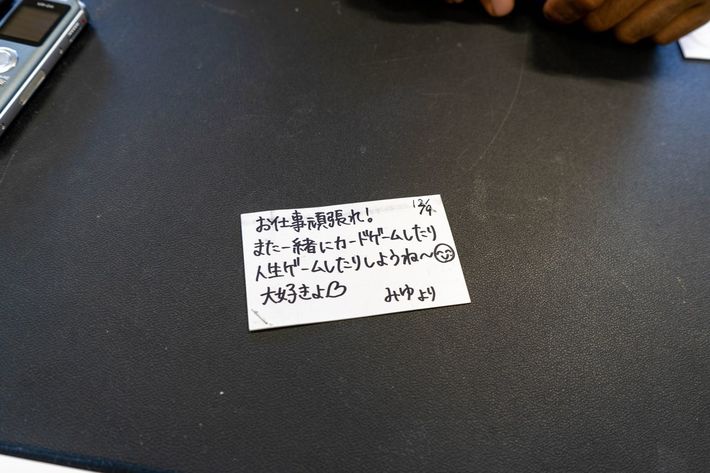 12/9.
お仕事頑張れ!
また一緒にカードゲームしたり
人生ゲームしたりしようね〜
大好きよ♡
みゆより